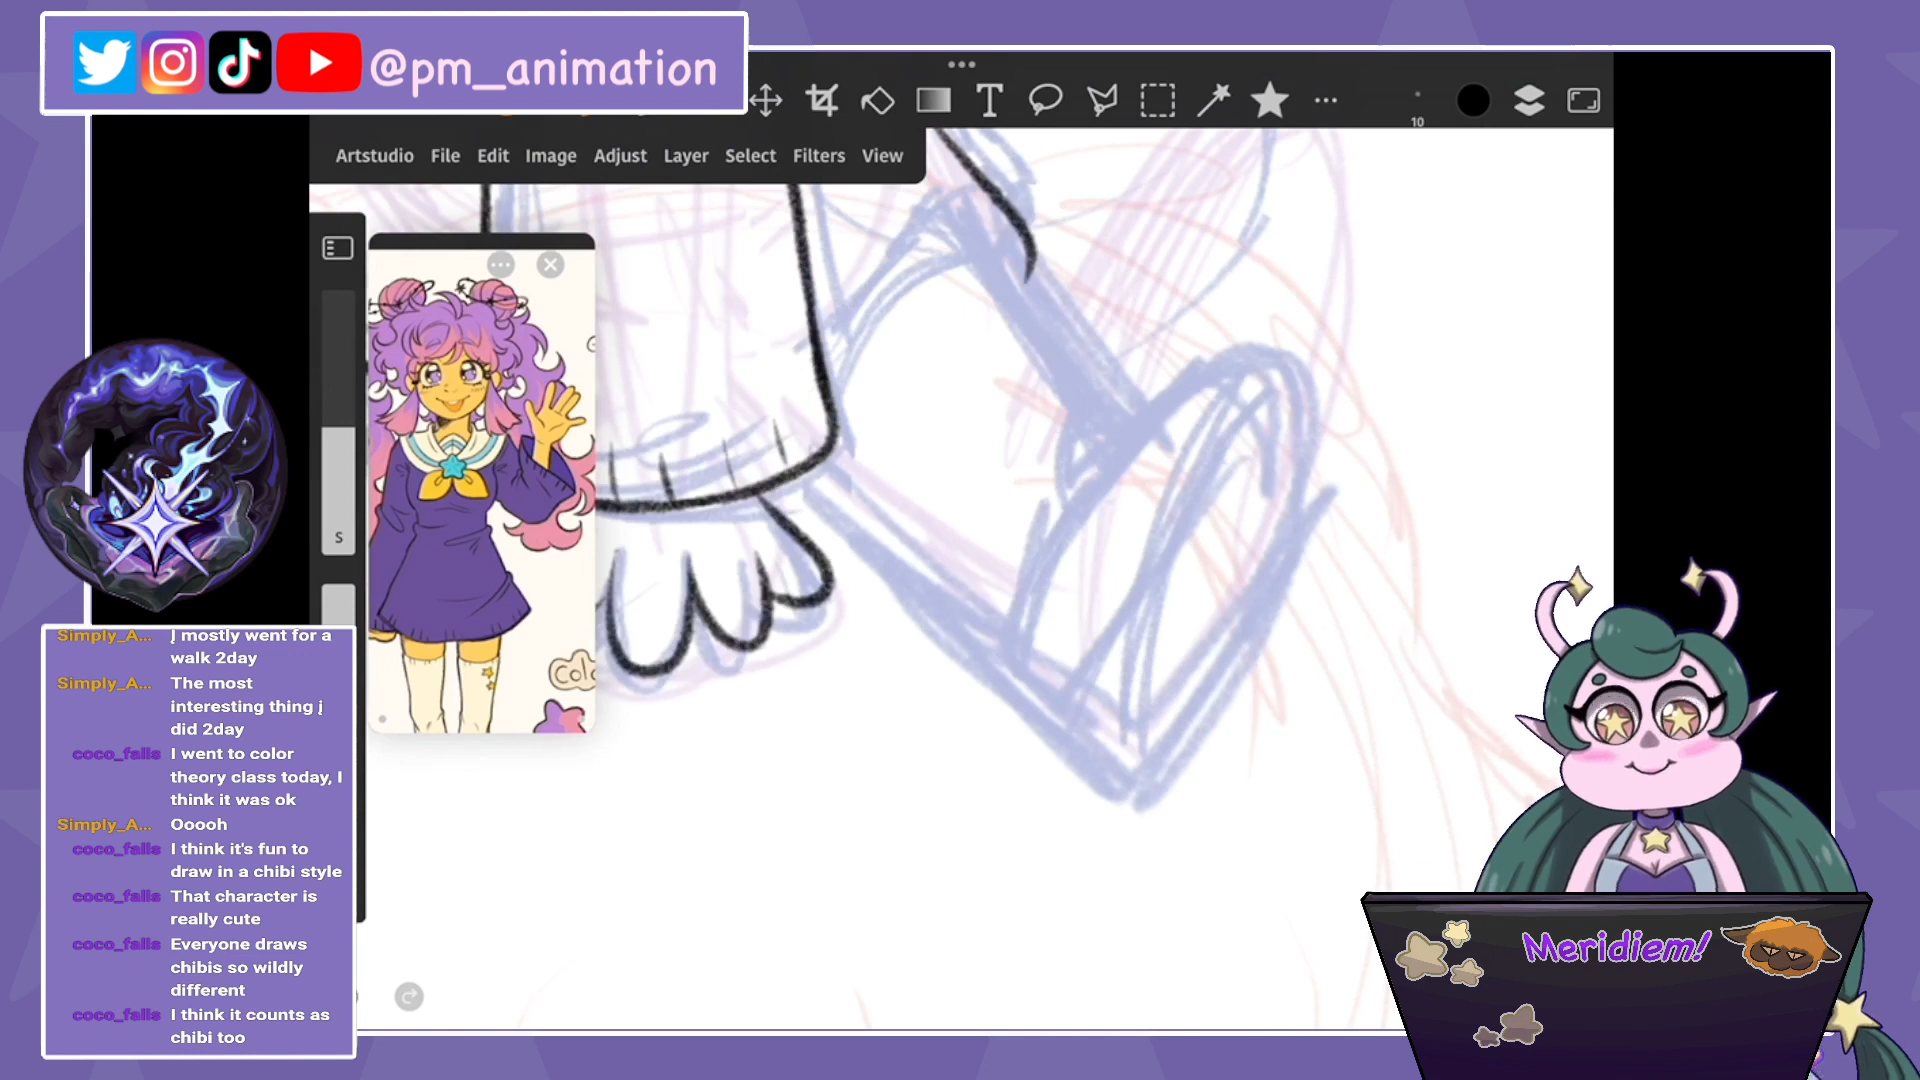 @pm_animation
10
Artstudio File Edit Image Adjust Layer Select Filters View
S
Colo
Simply_A... į mostly went for a
walk 2day
Simply_A... The most
interesting thing į
did 2day
coco_falls I went to color
theory class today, I
think it was ok
Simply_A... Ooooh
coco_falls I think it's fun to
draw in a chibi style
coco_falls That character is
really cute
coco_falls Everyone draws
chibis so wildly
different
coco_falls I think it counts as
chibi too
Meridiem!